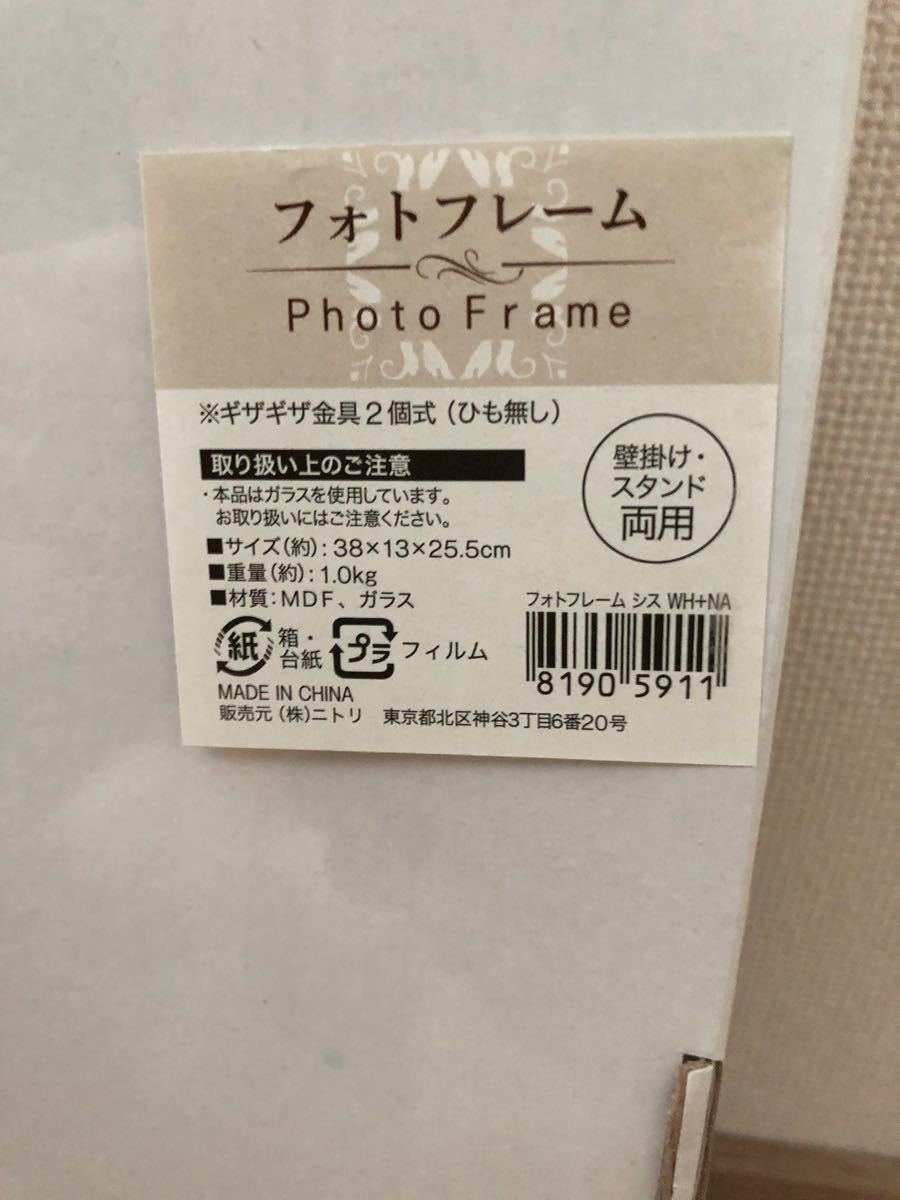 フォトフレーム
Photo Frame
※ギザギザ金具2個式（ひも無し）
壁掛け・
スタンド
両用
取り扱い上のご注意
・本品はガラスを使用しています。
お取り扱いにはご注意ください。
■サイズ（約）：38×13×25.5cm
■重量（約）：1.0kg
■材質：MDF、ガラス
フォトフレーム シス WH+NA
8190 5911
紙
箱・
台紙
プラ
フィルム
MADE IN CHINA
販売元（株）ニトリ 東京都北区神谷3丁目6番20号